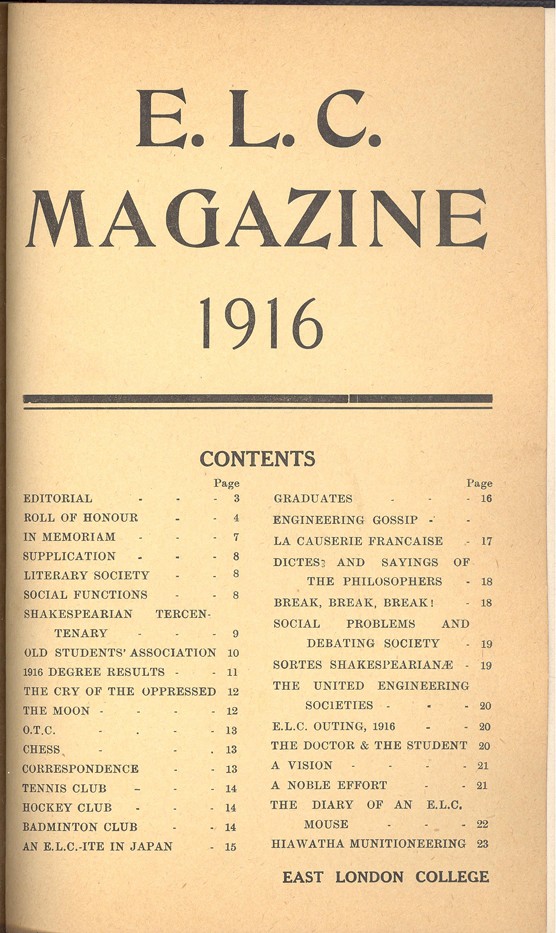 E. L. C.
MAGAZINE
1916
CONTENTS
Page
EDITORIAL - - - 3
ROLL OF HONOUR - - 4
IN MEMORIAM - - - 7
SUPPLICATION - - - 8
LITERARY SOCIETY - - 8
SOCIAL FUNCTIONS - - 8
SHAKESPEARIAN TERCEN-
TENARY - - - 9
OLD STUDENTS' ASSOCIATION 10
1916 DEGREE RESULTS - - 11
THE CRY OF THE OPPRESSED 12
THE MOON - - - - 12
O.T.C. - - - - 13
CHESS - - - 13
CORRESPONDENCE - - 13
TENNIS CLUB - - - 14
HOCKEY CLUB - - - 14
BADMINTON CLUB - - 14
AN E.L.C.-ITE IN JAPAN - 15
Page
GRADUATES - - - 16
ENGINEERING GOSSIP - -
LA CAUSERIE FRANCAISE - 17
DICTES AND SAYINGS OF
THE PHILOSOPHERS - 18
BREAK, BREAK, BREAK! - 18
SOCIAL PROBLEMS AND
DEBATING SOCIETY - 19
SORTES SHAKESPEARIANÆ - 19
THE UNITED ENGINEERING
SOCIETIES - - - 20
E.L.C. OUTING, 1916 - - 20
THE DOCTOR & THE STUDENT 20
A VISION - - - - 21
A NOBLE EFFORT - - 21
THE DIARY OF AN E.L.C.
MOUSE - - - 22
HIAWATHA MUNITIONEERING 23
EAST LONDON COLLEGE